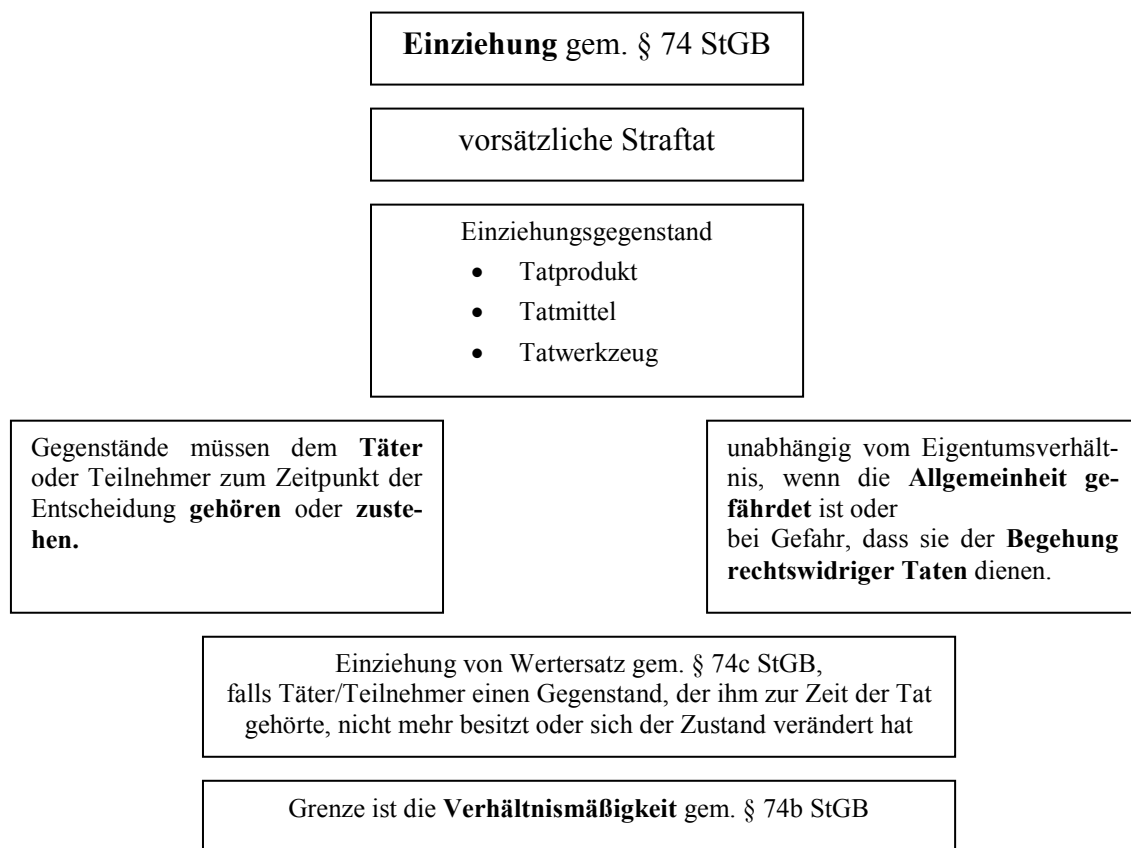 Einziehung gem. § 74 StGB
vorsätzliche Straftat
Einziehungsgegenstand
• Tatprodukt
• Tatmittel
• Tatwerkzeug
Gegenstände müssen dem Täter
oder Teilnehmer zum Zeitpunkt der
Entscheidung gehören oder zuste-
hen.
unabhängig vom Eigentumsverhält-
nis, wenn die Allgemeinheit ge-
fährdet ist oder
bei Gefahr, dass sie der Begehung
rechtswidriger Taten dienen.
Einziehung von Wertersatz gem. § 74c StGB,
falls Täter/Teilnehmer einen Gegenstand, der ihm zur Zeit der Tat
gehörte, nicht mehr besitzt oder sich der Zustand verändert hat
Grenze ist die Verhältnismäßigkeit gem. § 74b StGB